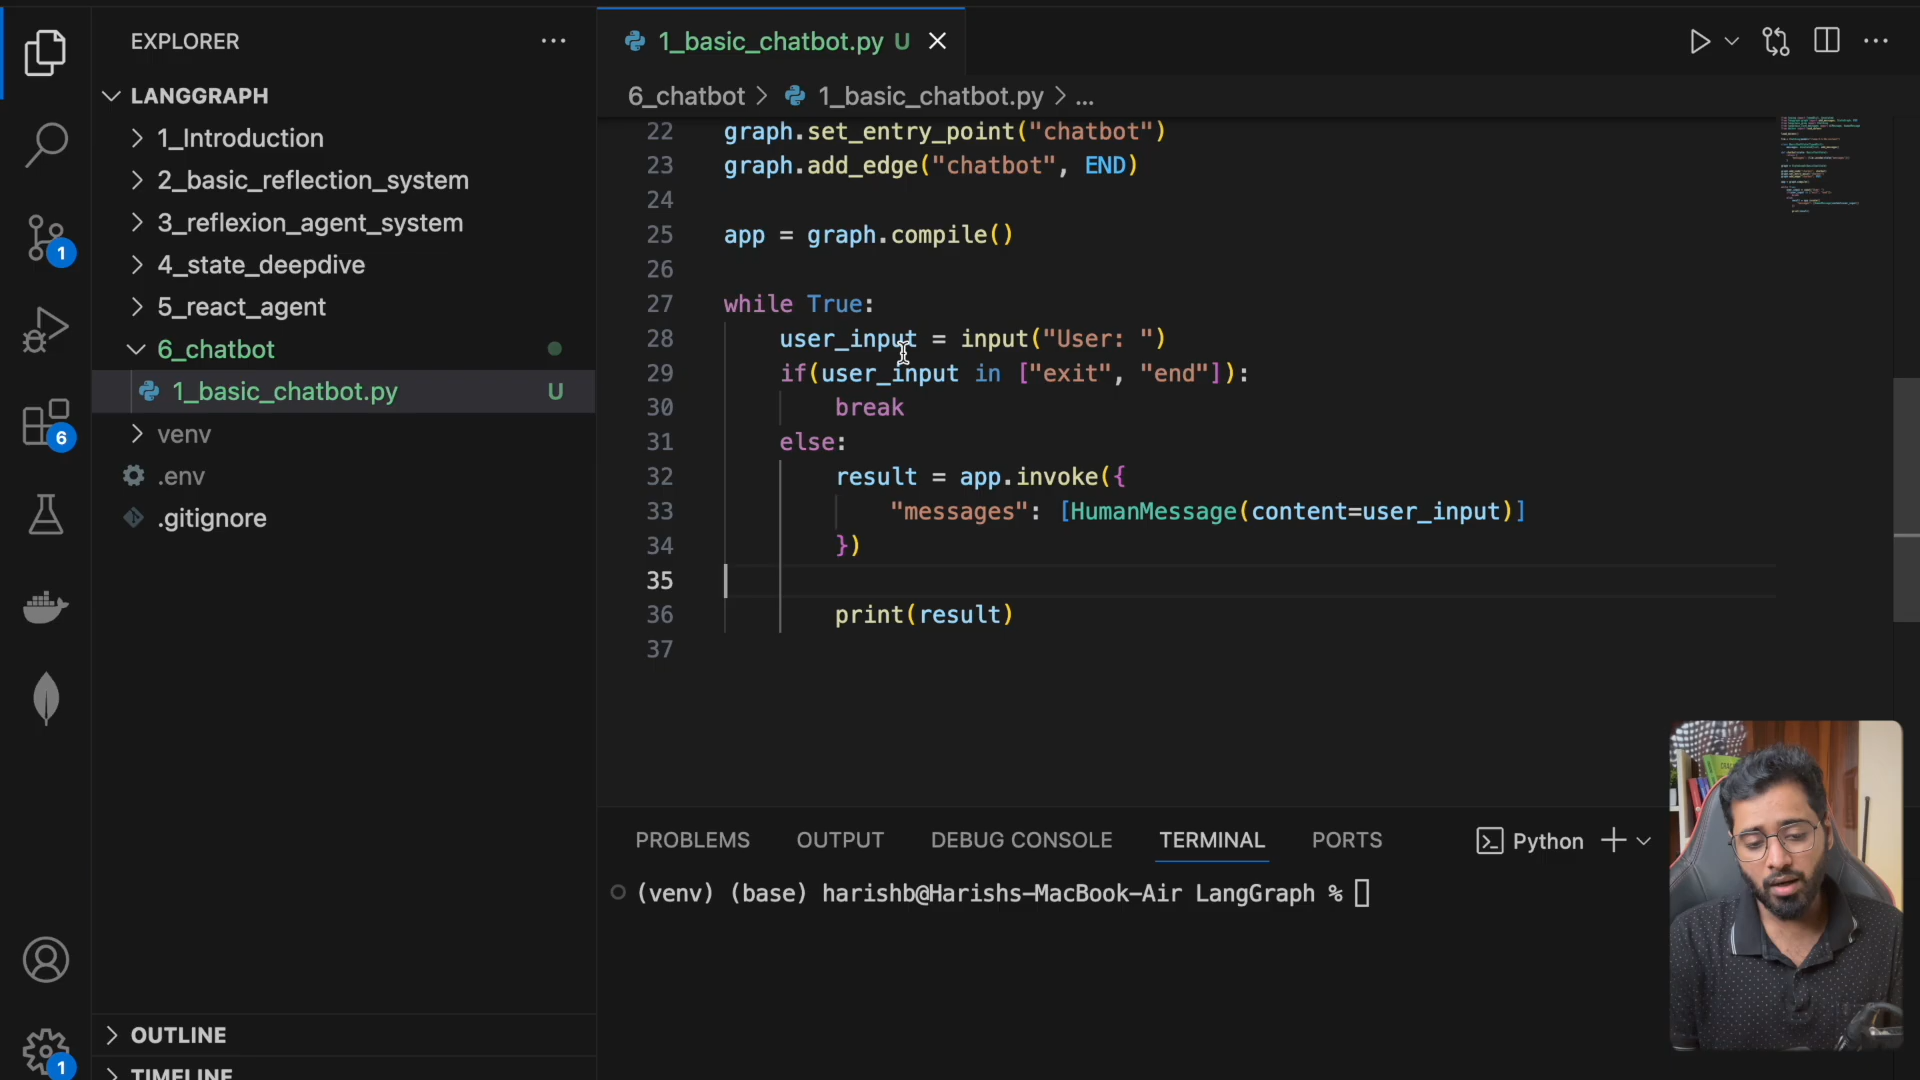 EXPLORER
LANGGRAPH
1_Introduction
2_basic_reflection_system
3_reflexion_agent_system
4_state_deepdive
5_react_agent
6_chatbot
1_basic_chatbot.py U
venv
.env
.gitignore
OUTLINE
TIMELINE
1
6
1
1_basic_chatbot.py U
6_chatbot > 1_basic_chatbot.py > ...
22 graph.set_entry_point("chatbot")
23 graph.add_edge("chatbot", END)
24
25 app = graph.compile()
26
27 while True:
28 user_input = input("User: ")
29 if(user_input in ["exit", "end"]):
30 break
31 else:
32 result = app.invoke({
33 "messages": [HumanMessage(content=user_input)]
34 })
35
36 print(result)
37
PROBLEMS OUTPUT DEBUG CONSOLE TERMINAL PORTS Python
(venv) (base) harishb@Harishs-MacBook-Air LangGraph %